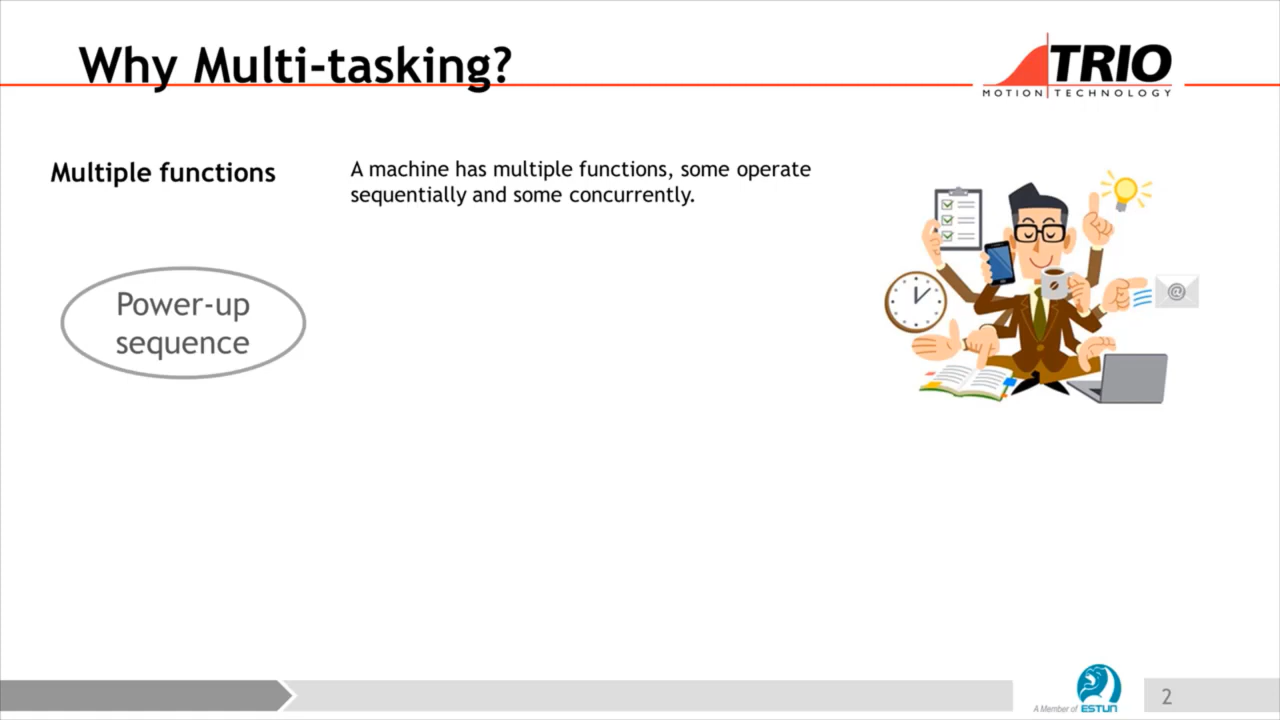 Why Multi-tasking?
TRIO
MOTION TECHNOLOGY
Multiple functions
A machine has multiple functions, some operate
sequentially and some concurrently.
Power-up
sequence
@
A Member of ESTUN
2